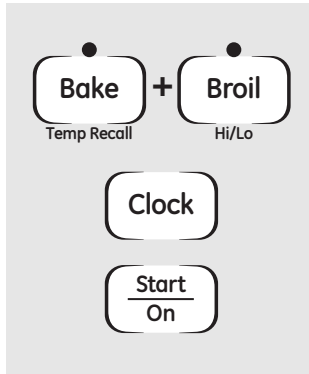 Bake + Broil
Temp Recall Hi/Lo
Clock
Start
On